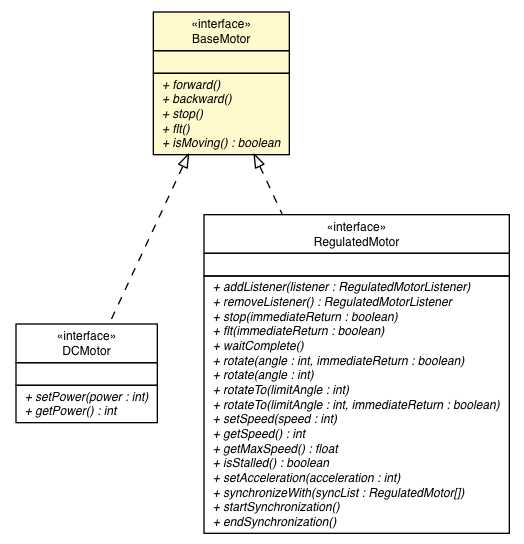 «interface»
BaseMotor
+ forward()
+ backward()
+ stop()
+ flt()
+ isMoving() : boolean
«interface»
RegulatedMotor
+ addListener(listener : RegulatedMotorListener)
+ removeListener() : RegulatedMotorListener
+ stop(immediateReturn : boolean)
+ flt(immediateReturn : boolean)
+ waitComplete()
+ rotate(angle : int, immediateReturn : boolean)
+ rotate(angle : int)
+ rotateTo(limitAngle : int)
+ rotateTo(limitAngle : int, immediateReturn : boolean)
+ setSpeed(speed : int)
+ getSpeed() : int
+ getMaxSpeed() : float
+ isStalled() : boolean
+ setAcceleration(acceleration : int)
+ synchronizeWith(syncList : RegulatedMotor[])
+ startSynchronization()
+ endSynchronization()
«interface»
DCMotor
+ setPower(power : int)
+ getPower() : int